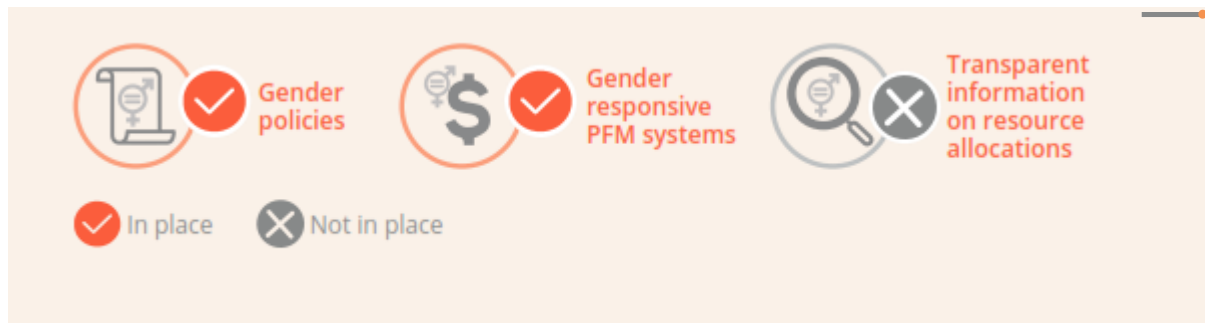 Gender
policies
Gender
responsive
PFM systems
Transparent
information
on resource
allocations
In place
Not in place